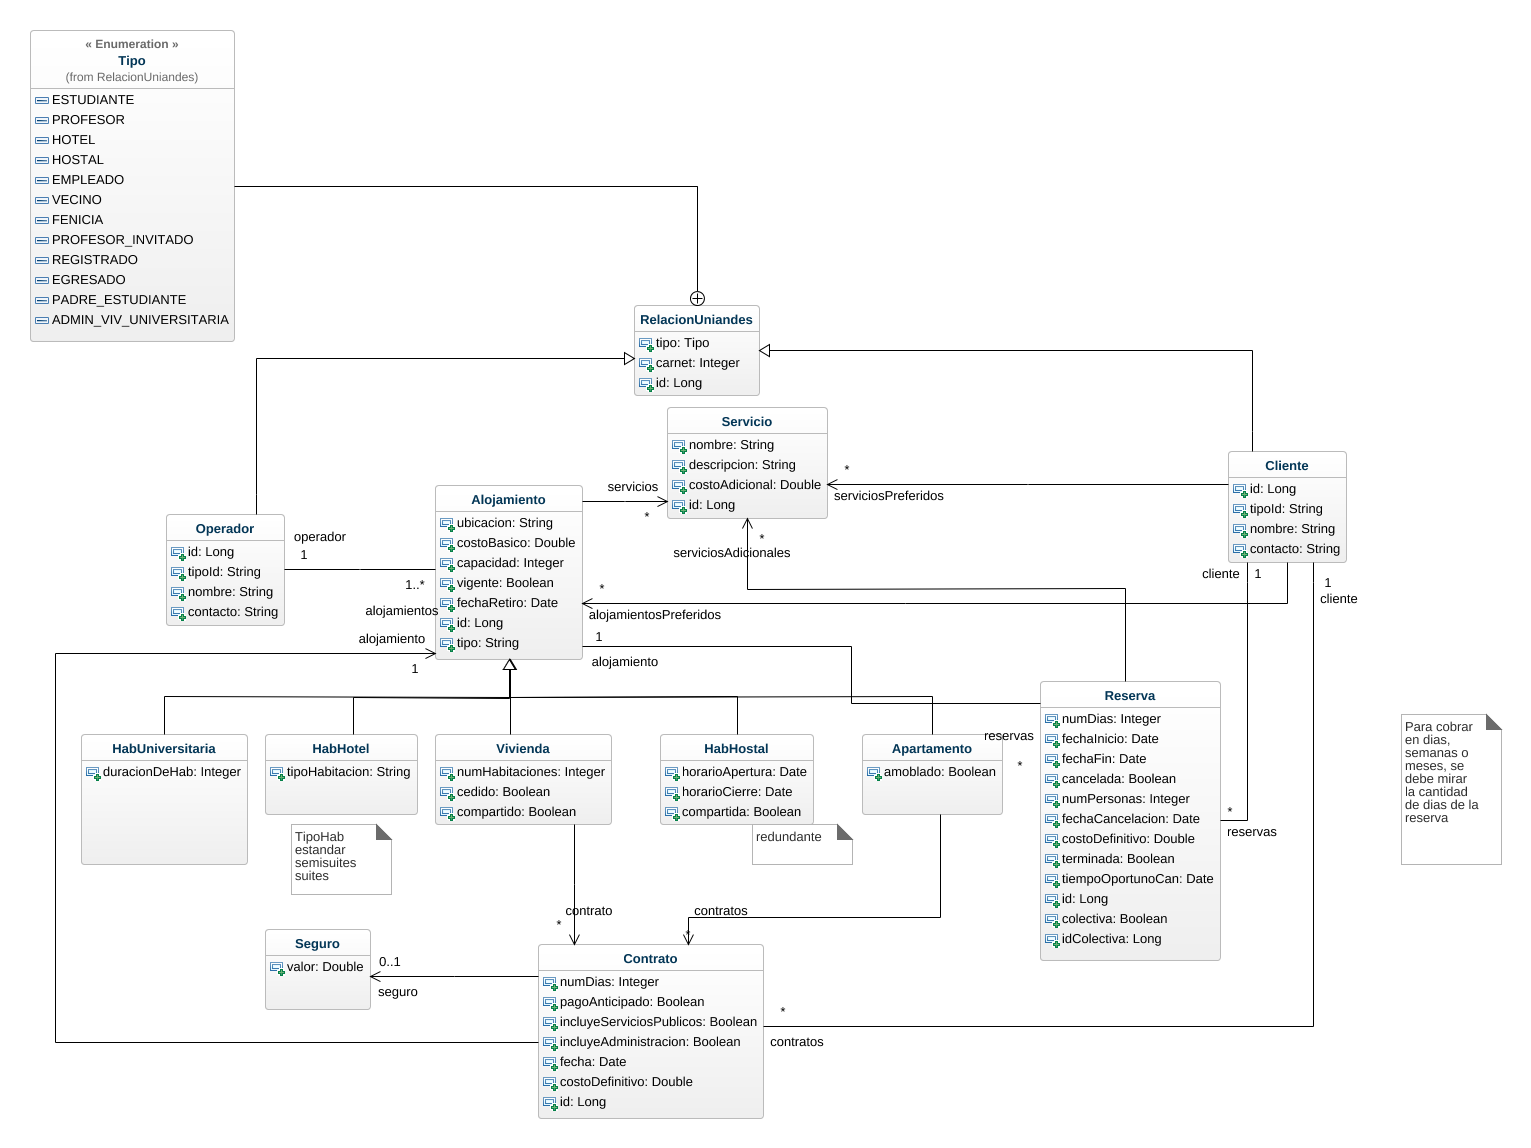 « Enumeration »
Tipo
(from RelacionUniandes)
ESTUDIANTE
PROFESOR
HOTEL
HOSTAL
EMPLEADO
VECINO
FENICIA
PROFESOR_INVITADO
REGISTRADO
EGRESADO
PADRE_ESTUDIANTE
ADMIN_VIV_UNIVERSITARIA
RelacionUniandes
tipo: Tipo
carnet: Integer
id: Long
Servicio
nombre: String
descripcion: String
costoAdicional: Double
id: Long
*
serviciosPreferidos
Cliente
id: Long
tipoId: String
nombre: String
contacto: String
Operador
id: Long
tipoId: String
nombre: String
contacto: String
operador
1
1..*
alojamientos
Alojamiento
ubicacion: String
costoBasico: Double
capacidad: Integer
vigente: Boolean
fechaRetiro: Date
id: Long
tipo: String
servicios
*
*
serviciosAdicionales
*
alojamientosPreferidos
cliente
1
1
cliente
alojamiento
1
1
alojamiento
HabUniversitaria
duracionDeHab: Integer
HabHotel
tipoHabitacion: String
TipoHab
estandar
semisuites
suites
Vivienda
numHabitaciones: Integer
cedido: Boolean
compartido: Boolean
HabHostal
horarioApertura: Date
horarioCierre: Date
compartida: Boolean
redundante
Apartamento
amoblado: Boolean
reservas
*
Reserva
numDias: Integer
fechaInicio: Date
fechaFin: Date
cancelada: Boolean
numPersonas: Integer
fechaCancelacion: Date
costoDefinitivo: Double
terminada: Boolean
tiempoOportunoCan: Date
id: Long
colectiva: Boolean
idColectiva: Long
*
reservas
Para cobrar
en dias,
semanas o
meses, se
debe mirar
la cantidad
de dias de la
reserva
contrato
*
contratos
*
Seguro
valor: Double
0..1
seguro
Contrato
numDias: Integer
pagoAnticipado: Boolean
incluyeServiciosPublicos: Boolean
incluyeAdministracion: Boolean
fecha: Date
costoDefinitivo: Double
id: Long
*
contratos